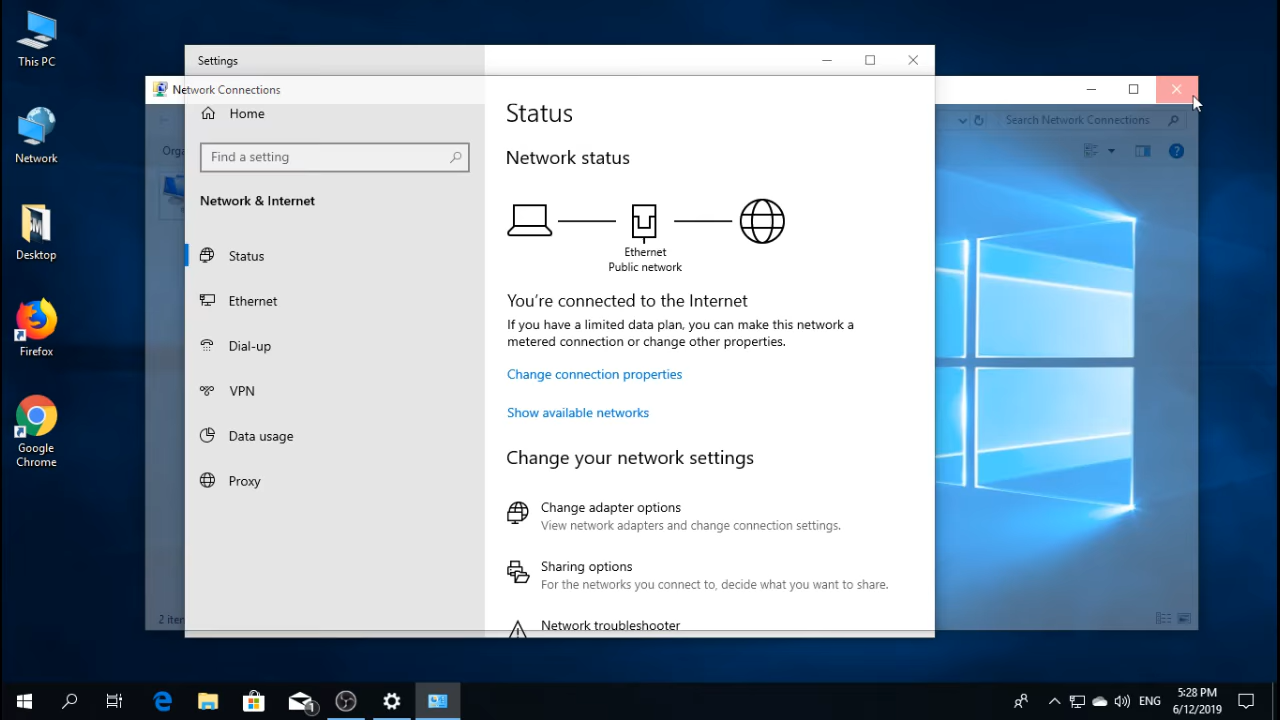 This PC
Network
Desktop
Firefox
Google
Chrome
Settings
Network Connections
Search Network Connections
Home
Find a setting
Network & Internet
Status
Ethernet
Dial-up
VPN
Data usage
Proxy
Status
Network status
Ethernet
Public network
You're connected to the Internet
If you have a limited data plan, you can make this network a
metered connection or change other properties.
Change connection properties
Show available networks
Change your network settings
Change adapter options
View network adapters and change connection settings.
Sharing options
For the networks you connect to, decide what you want to share.
Network troubleshooter
1
ENG
5:28 PM
6/12/2019